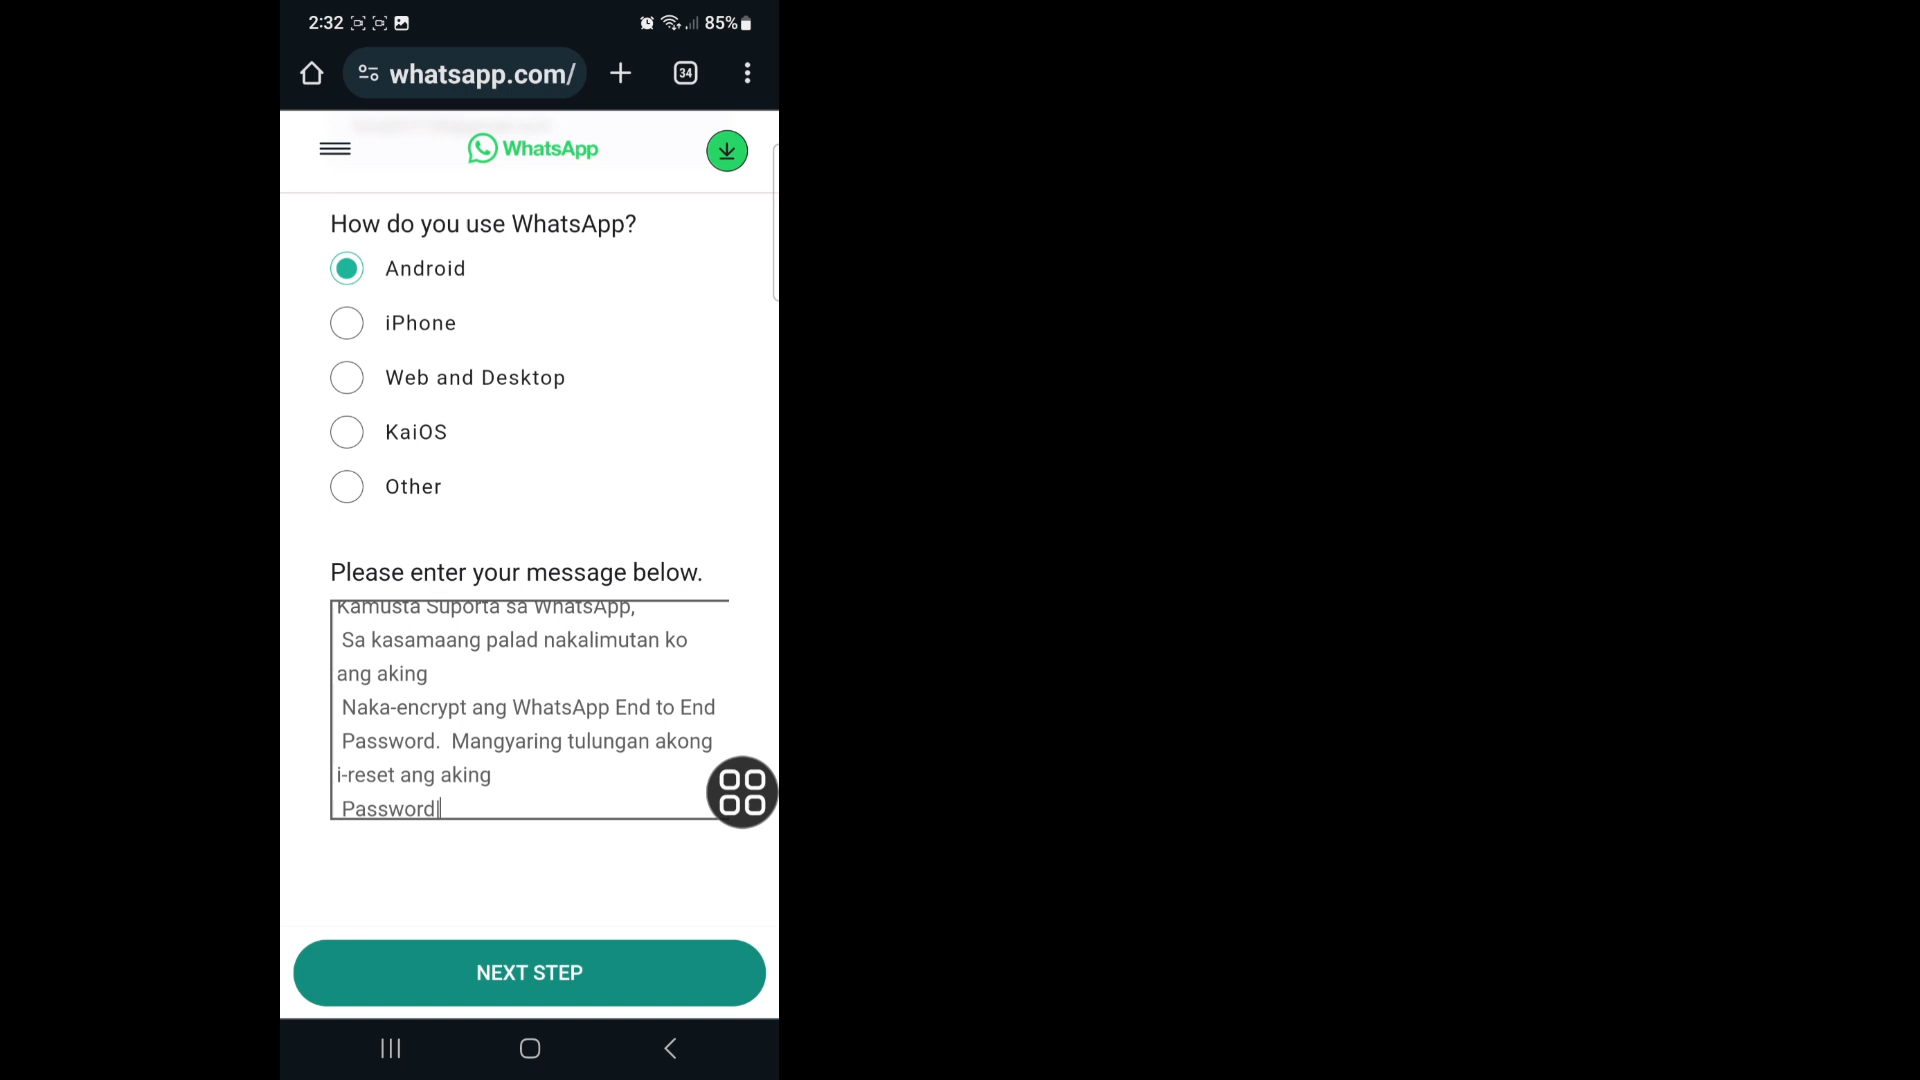 2:32
85%
whatsapp.com/
34
WhatsApp
How do you use WhatsApp?
Android
iPhone
Web and Desktop
KaiOS
Other
Please enter your message below.
Kamusta Suporta sa WhatsApp,
Sa kasamaang palad nakalimutan ko
ang aking
Naka-encrypt ang WhatsApp End to End
Password. Mangyaring tulungan akong
i-reset ang aking
Password
NEXT STEP